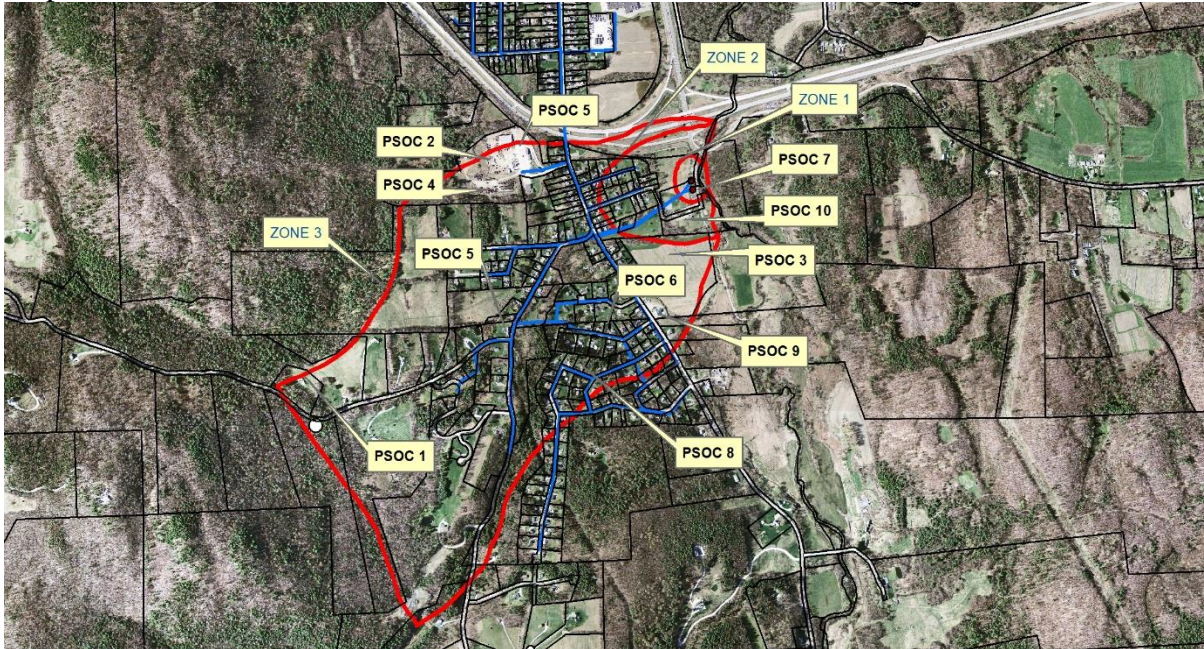 ZONE 2
ZONE 1
PSOC 5
PSOC 2
PSOC 7
PSOC 4
PSOC 10
ZONE 3
PSOC 5
PSOC 3
PSOC 6
PSOC 9
PSOC 1
PSOC 8